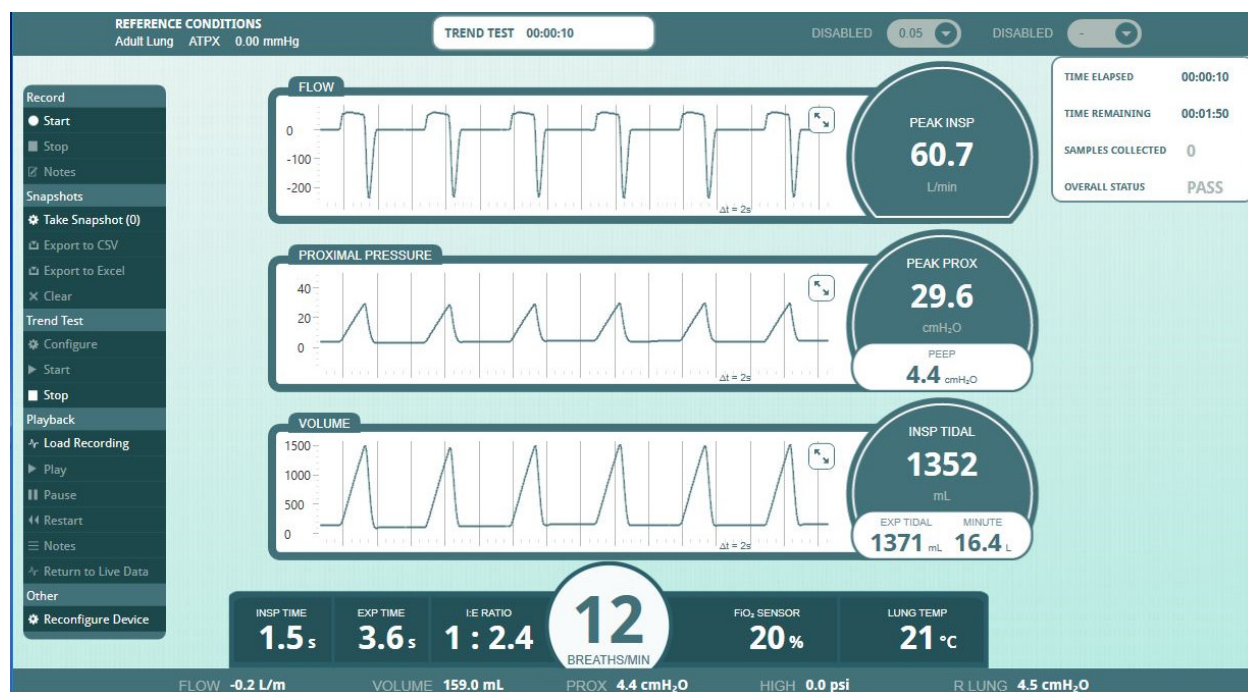 REFERENCE CONDITIONS
Adult Lung ATPX 0.00 mmHg
TREND TEST 00:00:10
DISABLED 0.05
DISABLED -
TIME ELAPSED 00:00:10
TIME REMAINING 00:01:50
SAMPLES COLLECTED 0
OVERALL STATUS PASS
Record
Start
Stop
Notes
Snapshots
Take Snapshot (0)
Export to CSV
Export to Excel
Clear
Trend Test
Configure
Start
Stop
Playback
Load Recording
Play
Pause
Restart
Notes
Return to Live Data
Other
Reconfigure Device
FLOW
0
-100
-200
Δt = 2s
PEAK INSP
60.7
L/min
PROXIMAL PRESSURE
40
20
0
Δt = 2s
PEAK PROX
29.6
cmH₂O
PEEP
4.4 cmH₂O
VOLUME
1500
1000
500
0
Δt = 2s
INSP TIDAL
1352
mL
EXP TIDAL MINUTE
1371 mL 16.4 L
INSP TIME
1.5 s
EXP TIME
3.6 s
I:E RATIO
1 : 2.4
12
BREATHS/MIN
FiO₂ SENSOR
20 %
LUNG TEMP
21 °C
FLOW -0.2 L/m VOLUME 159.0 mL PROX 4.4 cmH₂O HIGH 0.0 psi R LUNG 4.5 cmH₂O